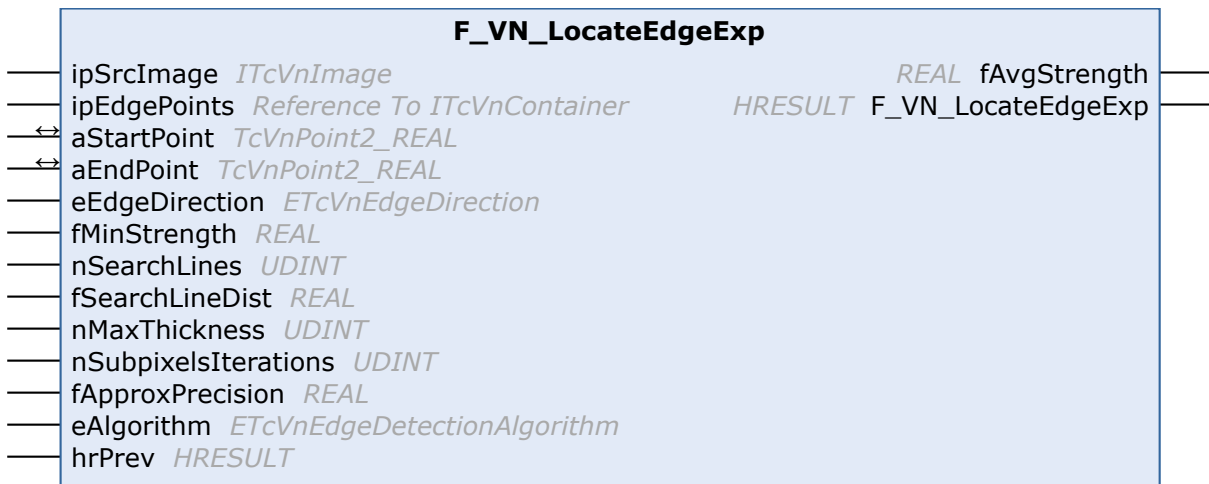 F_VN_LocateEdgeExp
ipSrcImage ITcVnImage REAL fAvgStrength
ipEdgePoints Reference To ITcVnContainer HRESULT F_VN_LocateEdgeExp
↔ aStartPoint TcVnPoint2_REAL
↔ aEndPoint TcVnPoint2_REAL
eEdgeDirection ETcVnEdgeDirection
fMinStrength REAL
nSearchLines UDINT
fSearchLineDist REAL
nMaxThickness UDINT
nSubpixelsIterations UDINT
fApproxPrecision REAL
eAlgorithm ETcVnEdgeDetectionAlgorithm
hrPrev HRESULT